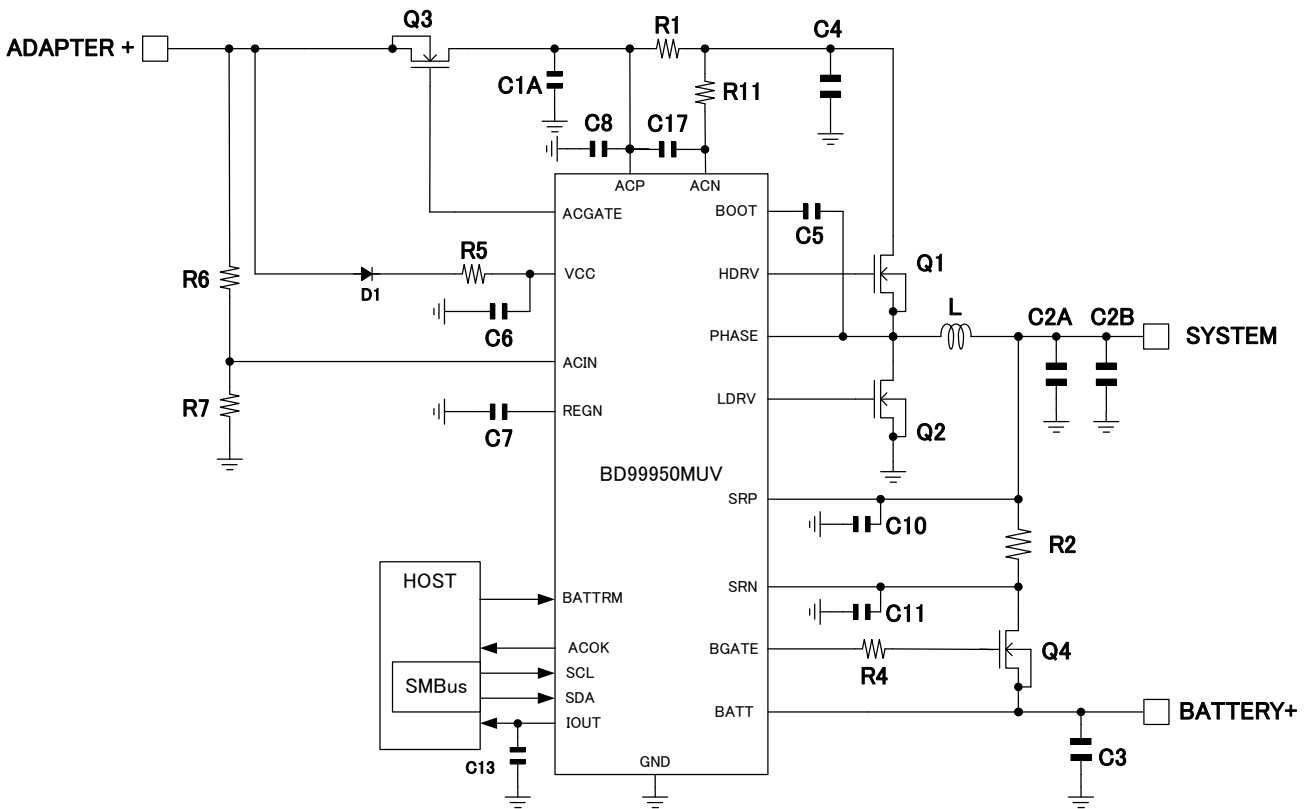 Q3
R1
C4
ADAPTER +
C1A
R11
C8
C17
ACP
ACN
ACGATE
BOOT
C5
R6
R5
D1
VCC
HDRV
Q1
C6
L
C2A
C2B
PHASE
SYSTEM
ACIN
R7
LDRV
Q2
C7
REGN
BD99950MUV
SRP
C10
R2
HOST
BATTRM
SRN
C11
ACOK
BGATE
R4
Q4
SMBus
SCL
SDA
IOUT
BATT
BATTERY+
C13
GND
C3